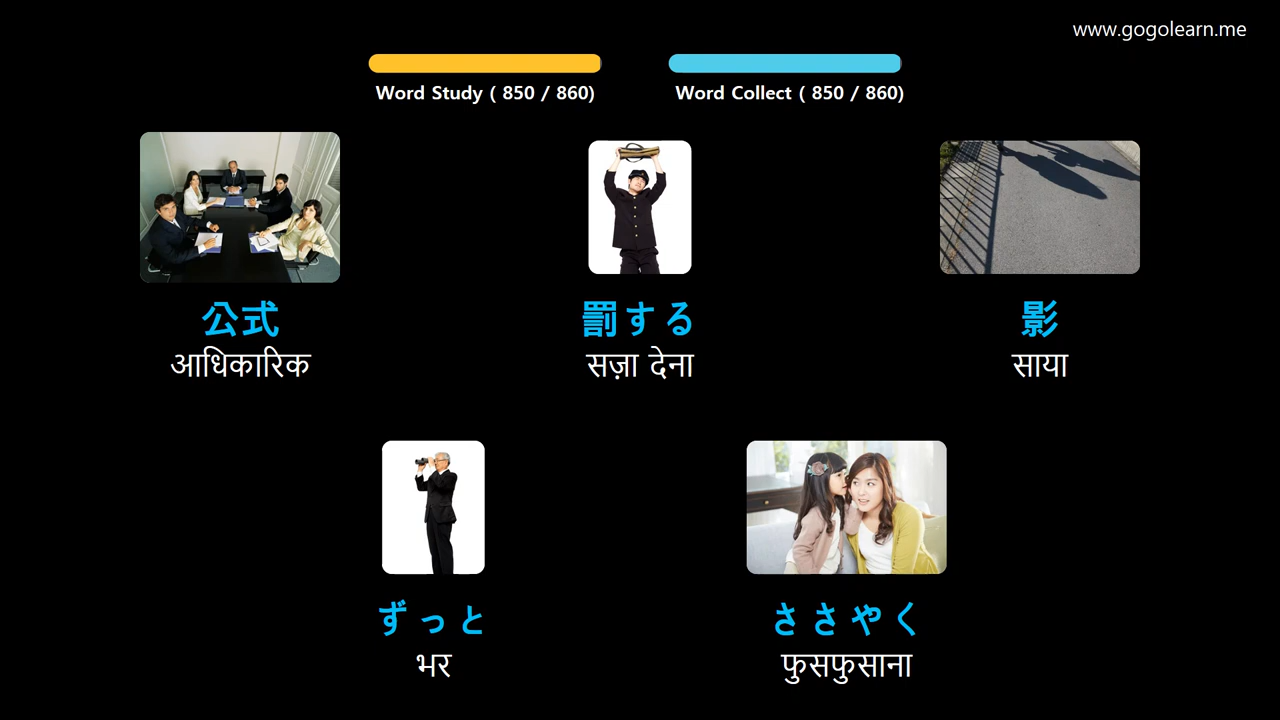 www.gogolearn.me
Word Study ( 850 / 860)
Word Collect ( 850 / 860)
公式
आधिकारिक
罰する
सज़ा देना
影
साया
ずっと
भर
ささやく
फुसफुसाना